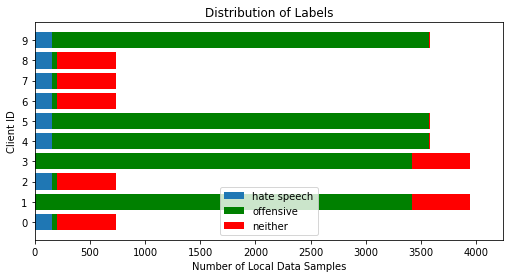 Distribution of Labels
Client ID
9
8
7
6
5
4
3
2
1
0
hate speech
offensive
neither
0 500 1000 1500 2000 2500 3000 3500 4000
Number of Local Data Samples